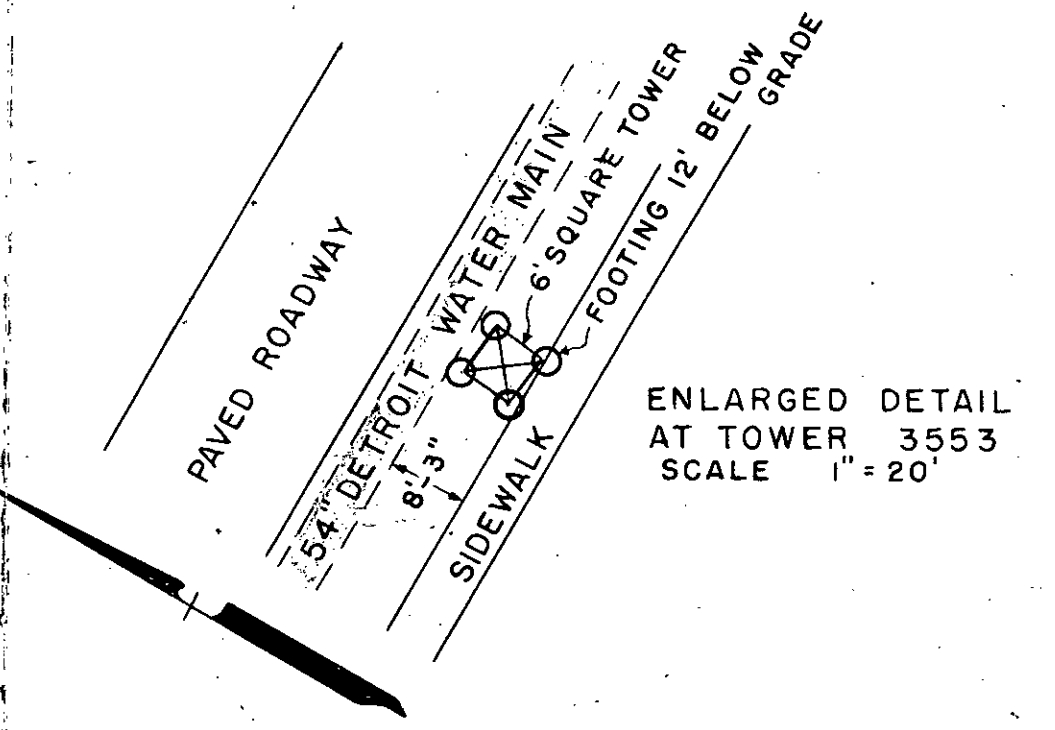 PAVED ROADWAY
54" DETROIT WATER MAIN
6' SQUARE TOWER
FOOTING 12' BELOW
GRADE
8'-3"
SIDEWALK
ENLARGED DETAIL
AT TOWER 3553
SCALE 1" = 20'